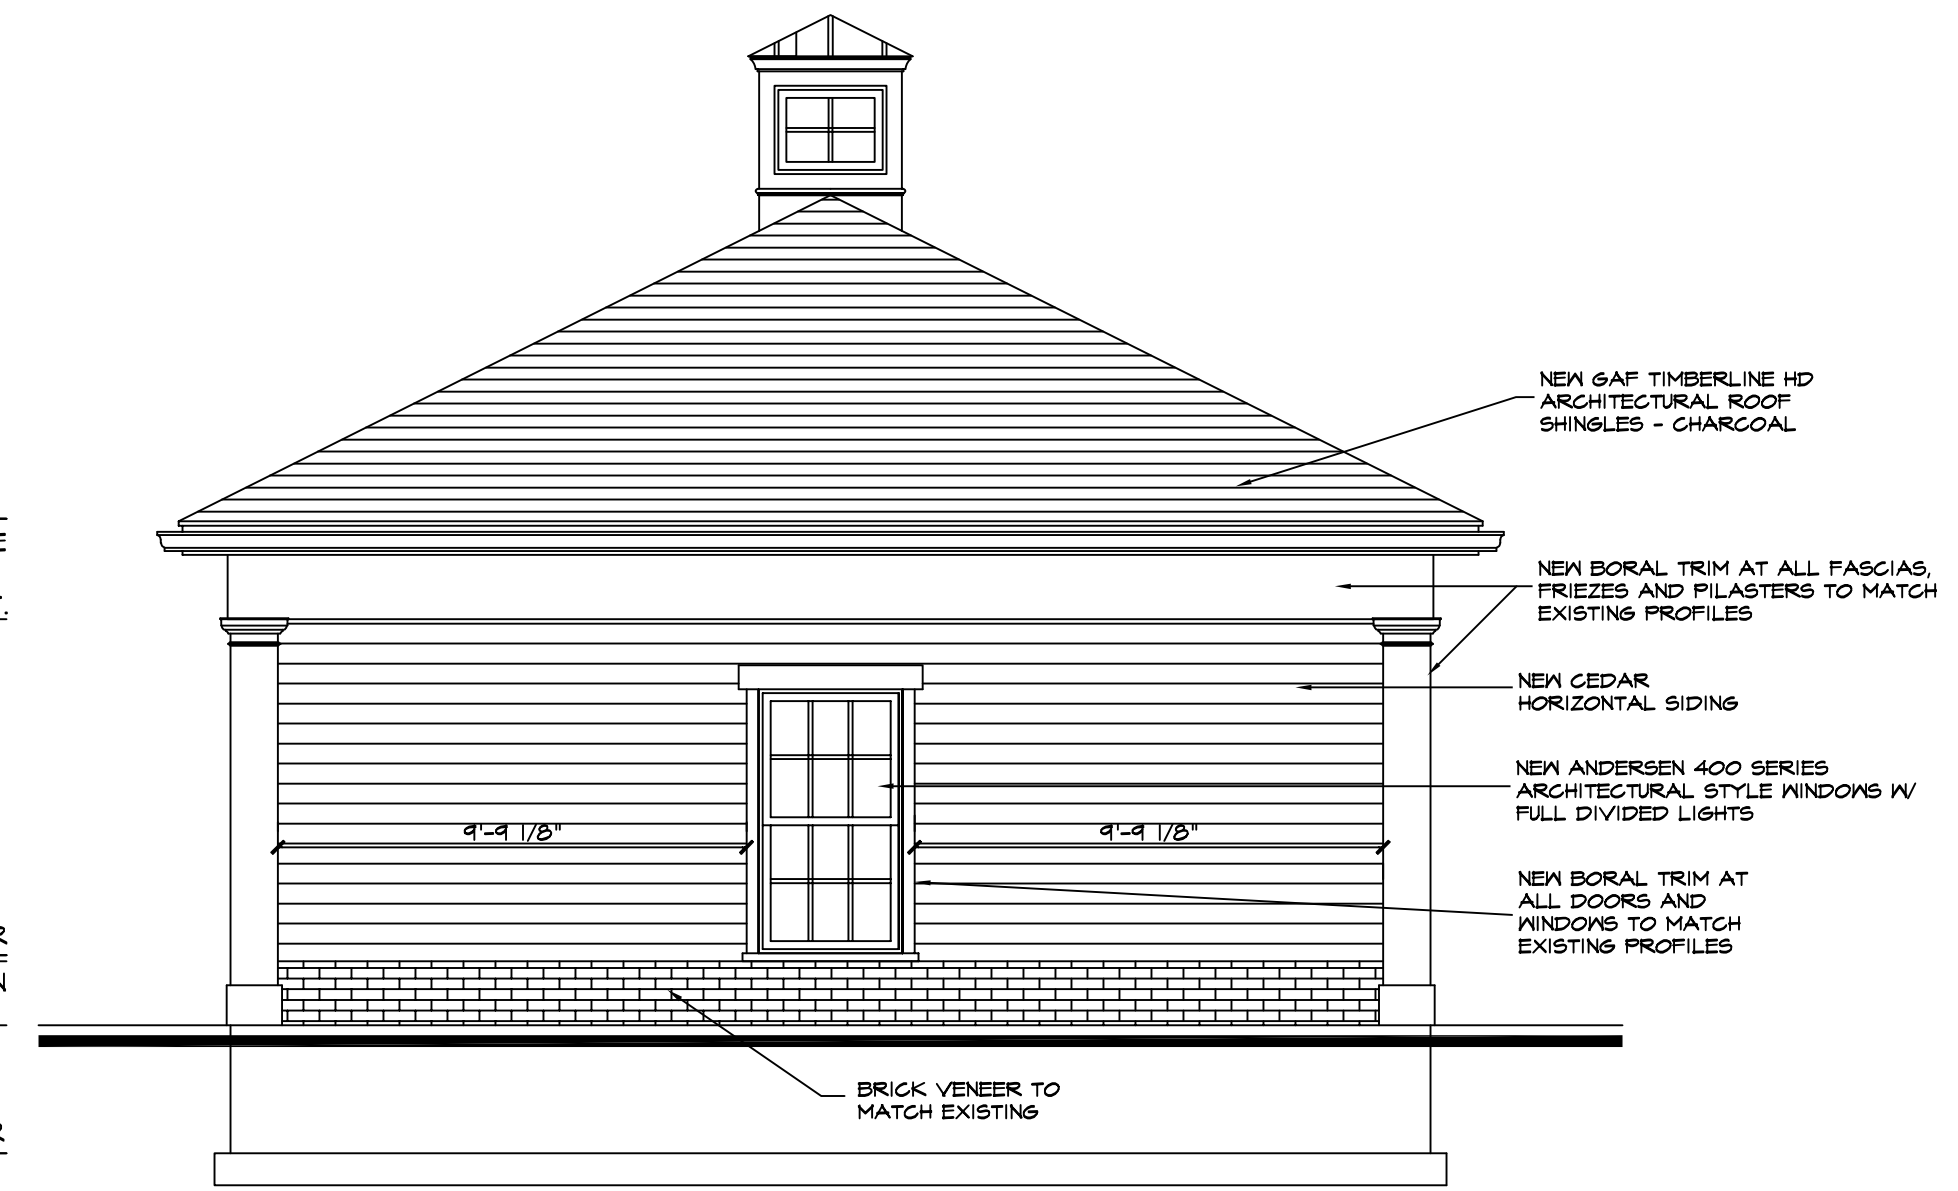 NEW GAF TIMBERLINE HD
ARCHITECTURAL ROOF
SHINGLES - CHARCOAL
NEW BORAL TRIM AT ALL FASCIAS,
FRIEZES AND PILASTERS TO MATCH
EXISTING PROFILES
NEW CEDAR
HORIZONTAL SIDING
NEW ANDERSEN 400 SERIES
ARCHITECTURAL STYLE WINDOWS W/
FULL DIVIDED LIGHTS
9'-9 1/8"
9'-9 1/8"
NEW BORAL TRIM AT
ALL DOORS AND
WINDOWS TO MATCH
EXISTING PROFILES
BRICK VENEER TO
MATCH EXISTING